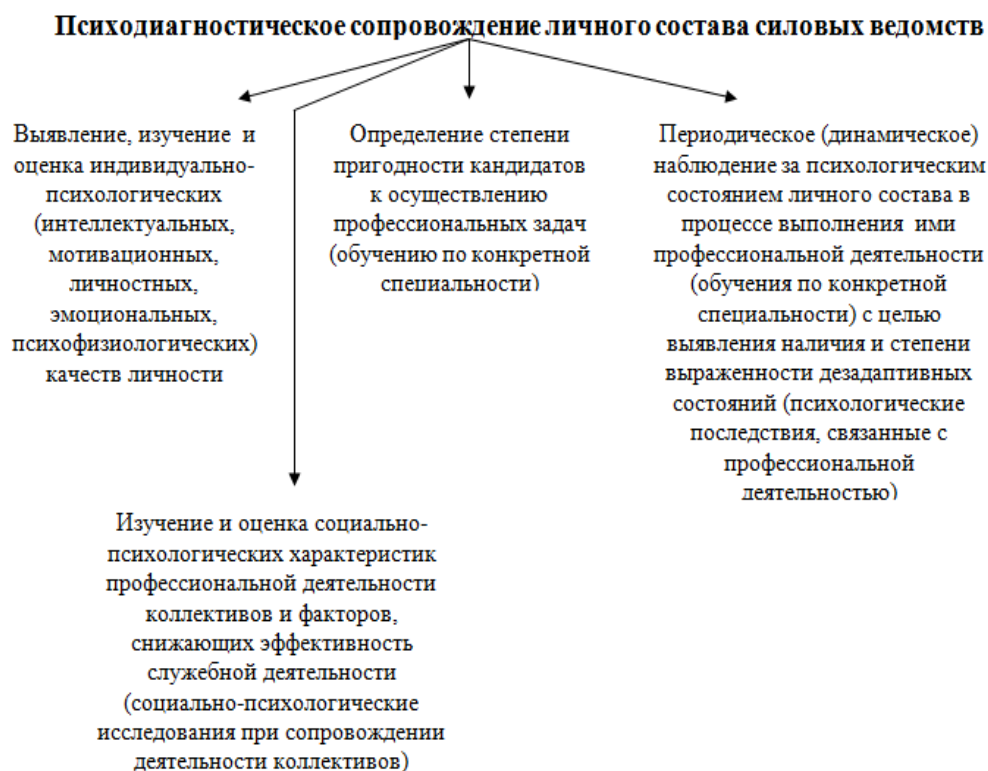 Психодиагностическое сопровождение личного состава силовых ведомств
Выявление, изучение и
оценка индивидуально-
психологических
(интеллектуальных,
мотивационных,
личностных,
эмоциональных,
психофизиологических)
качеств личности
Определение степени
пригодности кандидатов
к осуществлению
профессиональных задач
(обучению по конкретной
специальности)
Периодическое (динамическое)
наблюдение за психологическим
состоянием личного состава в
процессе выполнения ими
профессиональной деятельности
(обучения по конкретной
специальности) с целью
выявления наличия и степени
выраженности дезадаптивных
состояний (психологические
последствия, связанные с
профессиональной
деятельностью)
Изучение и оценка социально-
психологических характеристик
профессиональной деятельности
коллективов и факторов,
снижающих эффективность
служебной деятельности
(социально-психологические
исследования при сопровождении
деятельности коллективов)